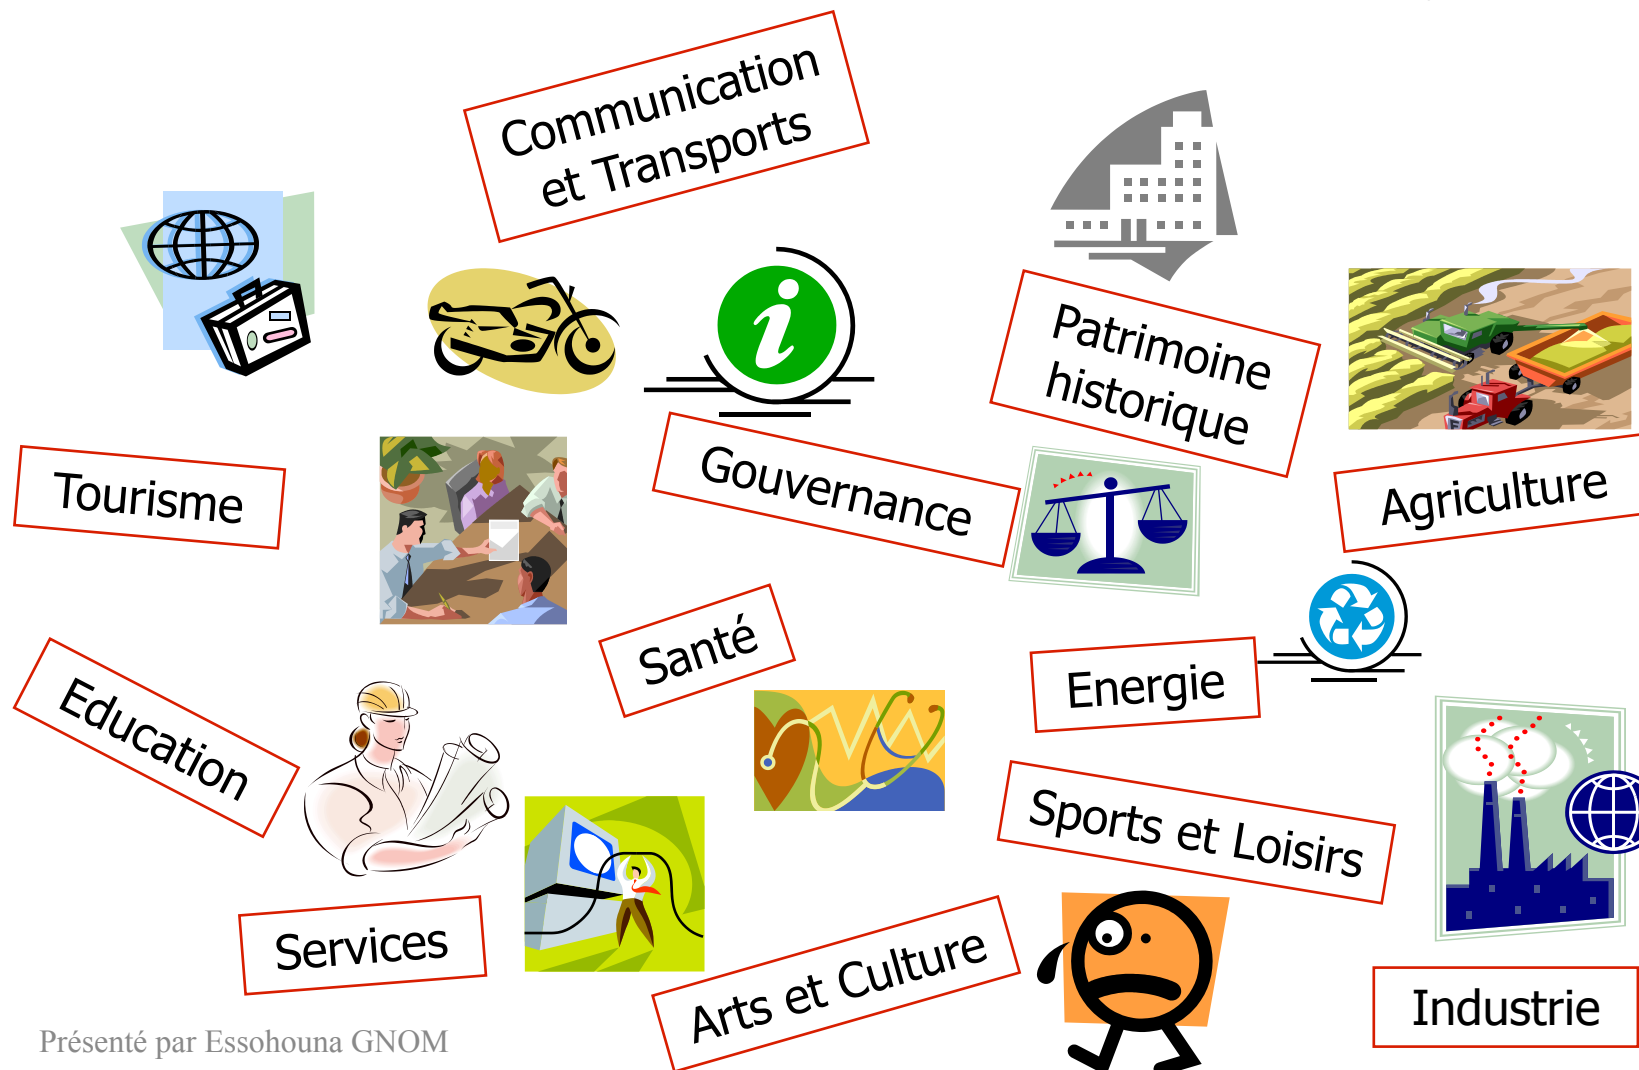 Communication
et Transports
Patrimoine
historique
Tourisme
Gouvernance
Agriculture
Santé
Energie
Education
Sports et Loisirs
Services
Arts et Culture
Industrie
Présenté par Essohouna GNOM